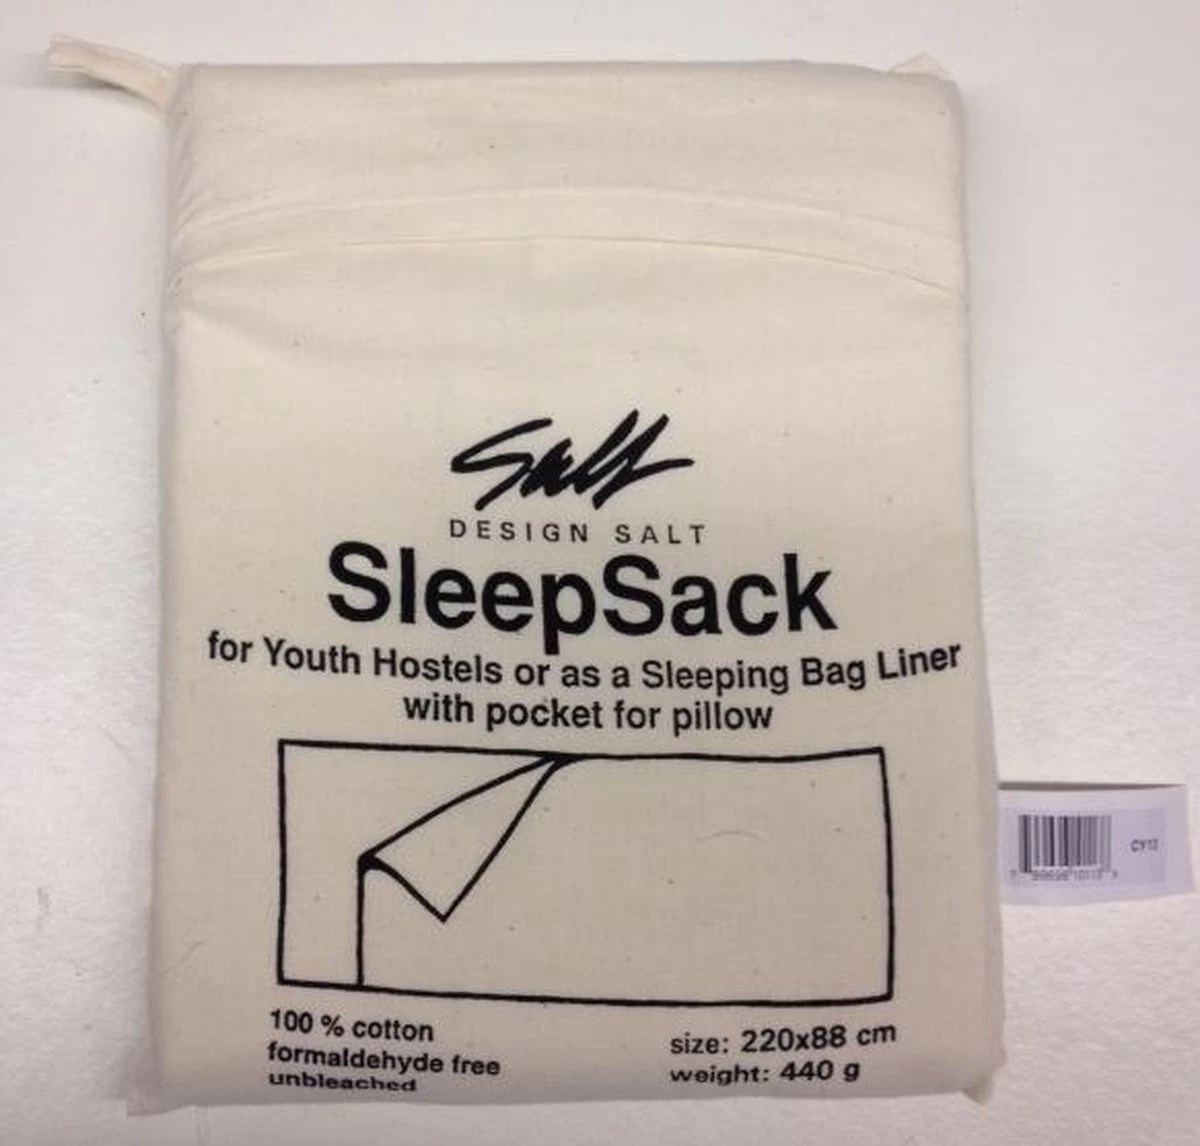 Salt
DESIGN SALT
SleepSack
for Youth Hostels or as a Sleeping Bag Liner
with pocket for pillow
100 % cotton
formaldehyde free
unbleached
size: 220x88 cm
weight: 440 g